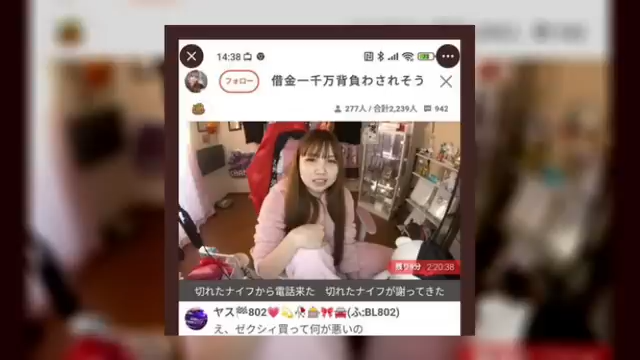 14:38
フォロー
借金一千万背負わされそう
277人 / 合計2,239人 942
残り9分 2:20:38
切れたナイフから電話来た 切れたナイフが謝ってきた
ヤス🏁802💗💫🥀🎰🎀🚘(ふ:BL802)
え、ゼクシィ買って何が悪いの